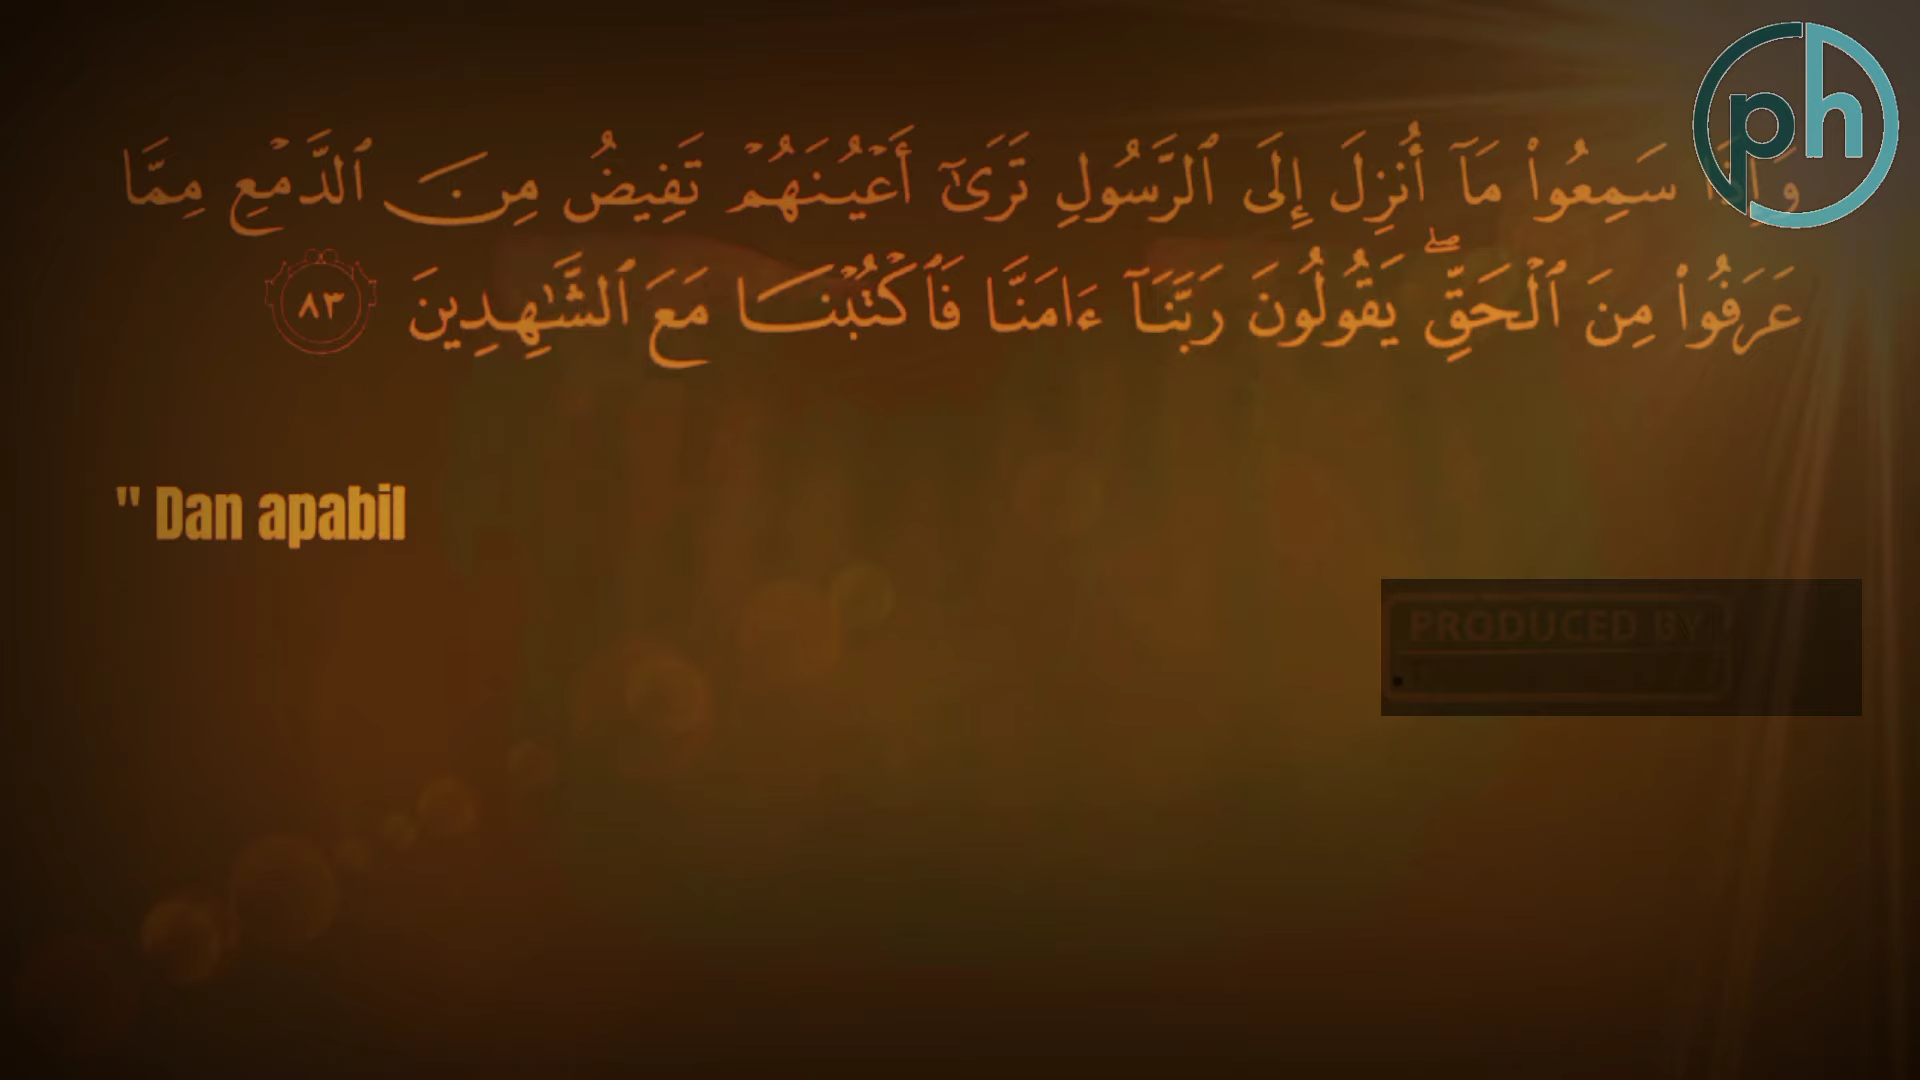 ph
وَإِذَا سَمِعُوا۟ مَآ أُنزِلَ إِلَى ٱلرَّسُولِ تَرَىٰٓ أَعْيُنَهُمْ تَفِيضُ مِنَ ٱلدَّمْعِ مِمَّا
عَرَفُوا۟ مِنَ ٱلْحَقِّ ۖ يَقُولُونَ رَبَّنَآ ءَامَنَّا فَٱكْتُبْنَا مَعَ ٱلشَّٰهِدِينَ ٨٣
" Dan apabil
PRODUCED BY